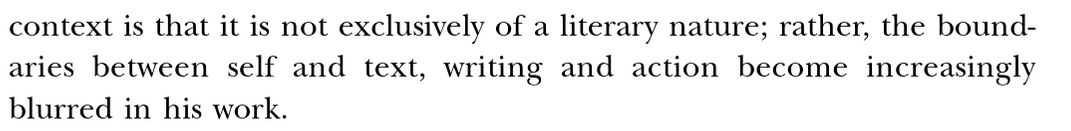 context is that it is not exclusively of a literary nature; rather, the bound-
aries between self and text, writing and action become increasingly
blurred in his work.